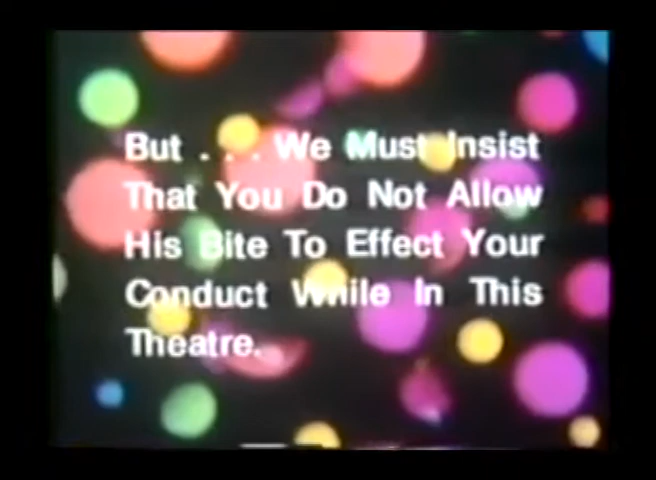 But . . . We Must Insist
That You Do Not Allow
His Bite To Effect Your
Conduct While In This
Theatre.